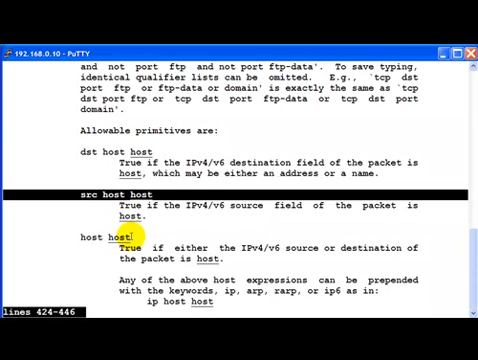 192.168.0.10 - PuTTY
and not port ftp and not port ftp-data'. To save typing,
identical qualifier lists can be omitted. E.g., `tcp dst
port ftp or ftp-data or domain' is exactly the same as `tcp
dst port ftp or tcp dst port ftp-data or tcp dst port
domain'.
Allowable primitives are:
dst host host
True if the IPv4/v6 destination field of the packet is
host, which may be either an address or a name.
src host host
True if the IPv4/v6 source field of the packet is
host.
host host
True if either the IPv4/v6 source or destination of
the packet is host.
Any of the above host expressions can be prepended
with the keywords, ip, arp, rarp, or ip6 as in:
ip host host
lines 424-446